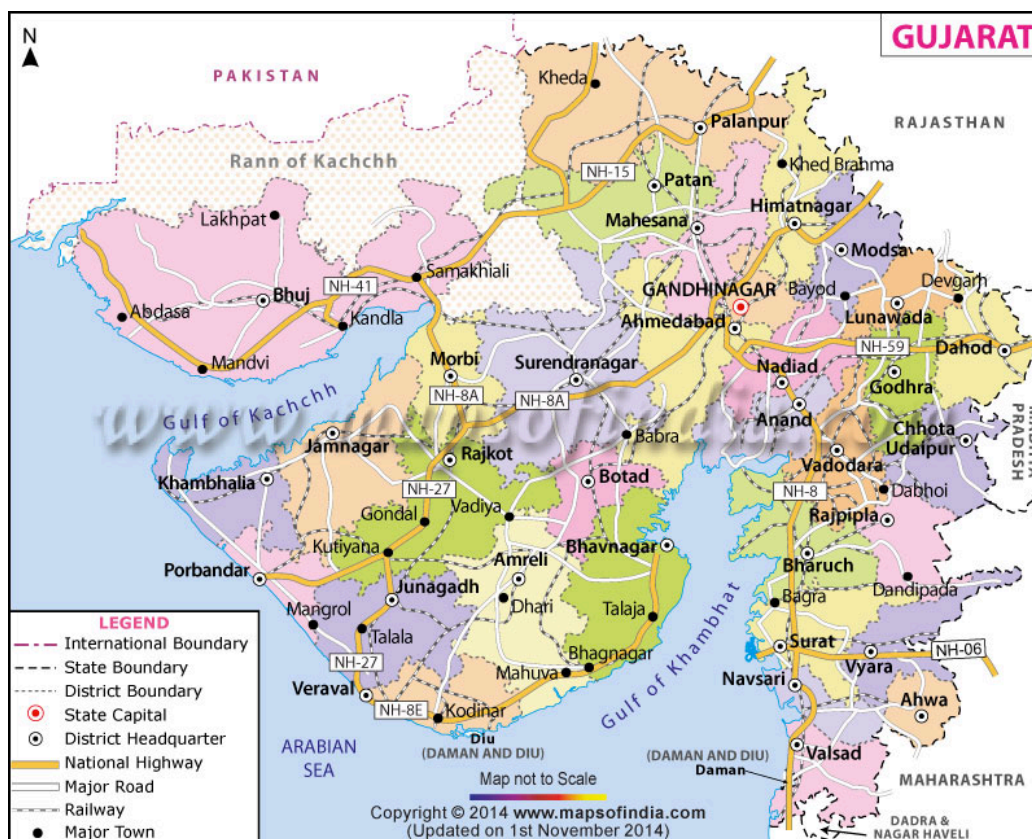 GUJARAT
N
PAKISTAN
Kheda
Palanpur
RAJASTHAN
Rann of Kachchh
NH-15
Khed Brahma
Patan
Lakhpat
Mahesana
Himatnagar
Modsa
Samakhiali
NH-41
Bhuj
GANDHINAGAR
Bayod
Devgarh
Abdasa
Kandla
Ahmedabad
Lunawada
Mandvi
Morbi
Surendranagar
NH-59
Dahod
Nadiad
Godhra
NH-8A
NH-8A
Gulf of Kachchh
Anand
www.mapsofindia.com
Chhota
Udaipur
PRADESH
Jamnagar
Babra
Rajkot
Vadodara
Khambhalia
Botad
NH-27
NH-8
Dabhoi
Gondal
Vadiya
Rajpipla
Kutiyana
Amreli
Bhavnagar
Bharuch
Porbandar
Junagadh
Dandipada
Dhari
Bagra
Mangrol
Talaja
Talala
Gulf of Khambhat
Surat
NH-06
NH-27
Bhagnagar
Vyara
Mahuva
Navsari
Veraval
NH-8E
Ahwa
Kodinar
Diu
(DAMAN AND DIU)
ARABIAN
SEA
(DAMAN AND DIU)
Daman
Valsad
MAHARASHTRA
DADRA &
NAGAR HAVELI
LEGEND
International Boundary
State Boundary
District Boundary
State Capital
District Headquarter
National Highway
Major Road
Railway
Major Town
Map not to Scale
Copyright © 2014 www.mapsofindia.com
(Updated on 1st November 2014)